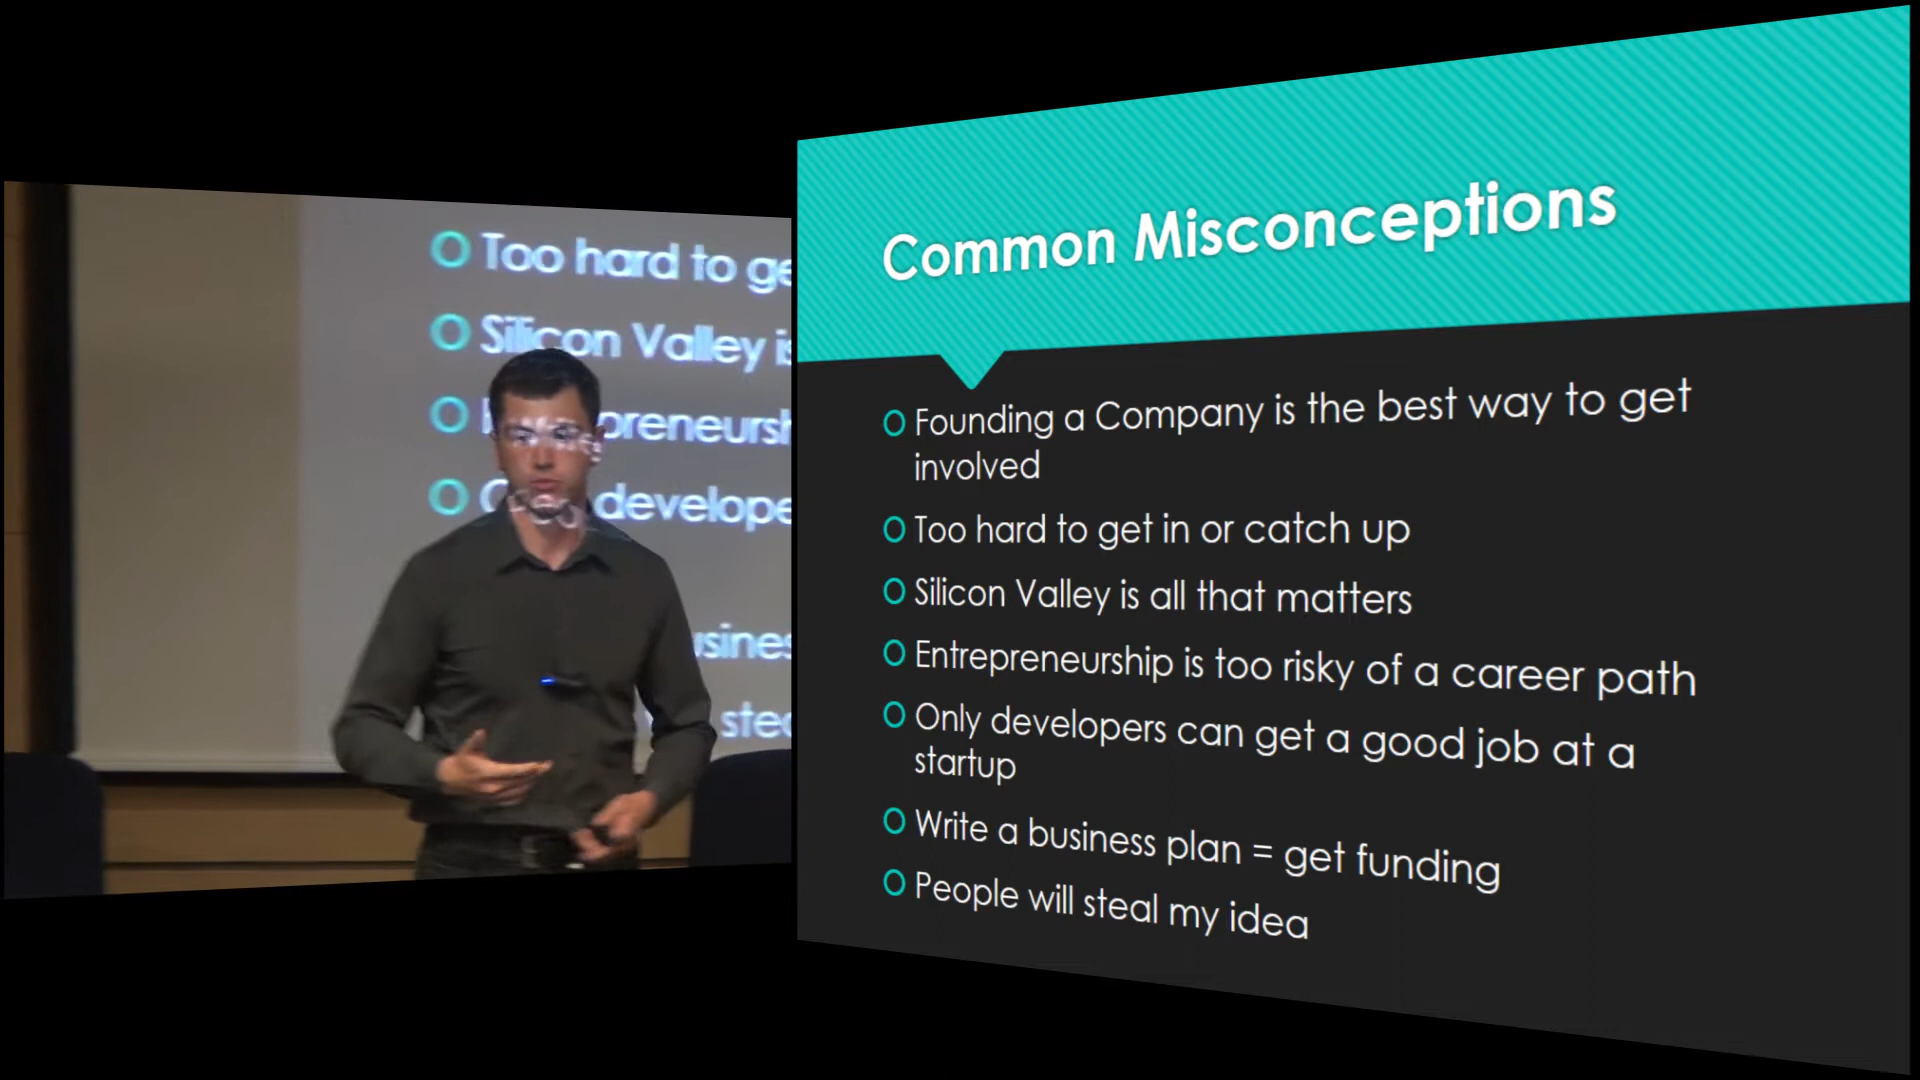 Too hard to ge
Silicon Valley is
preneursh
develope
usines
stea
Common Misconceptions
Founding a Company is the best way to get
involved
Too hard to get in or catch up
Silicon Valley is all that matters
Entrepreneurship is too risky of a career path
Only developers can get a good job at a
startup
Write a business plan = get funding
People will steal my idea